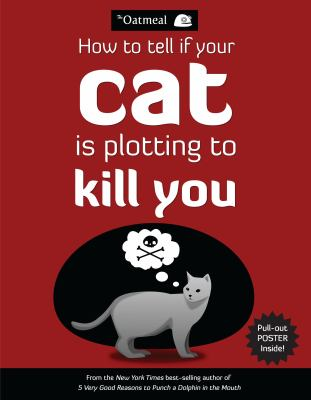 The Oatmeal
How to tell if your
cat
is plotting to
kill you
Pull-out
POSTER
Inside!
From the New York Times best-selling author of
5 Very Good Reasons to Punch a Dolphin in the Mouth